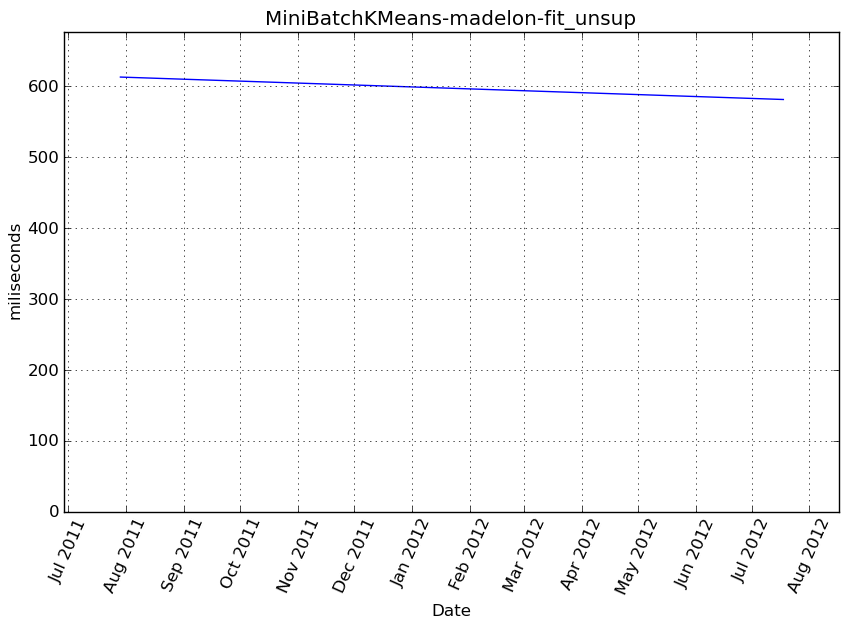 MiniBatchKMeans-madelon-fit_unsup
600
500
400
300
200
100
0
miliseconds
Jul 2011
Aug 2011
Sep 2011
Oct 2011
Nov 2011
Dec 2011
Jan 2012
Feb 2012
Mar 2012
Apr 2012
May 2012
Jun 2012
Jul 2012
Aug 2012
Date